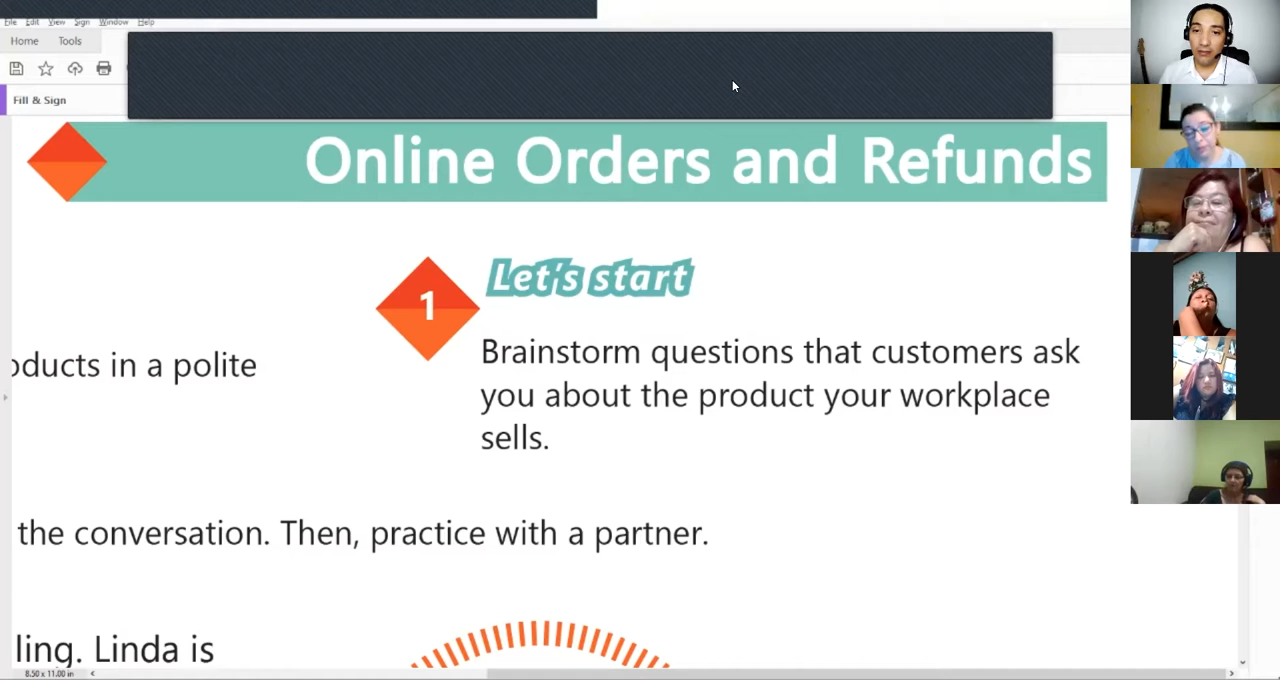 File Edit View Sign Window Help
Home Tools
Fill & Sign
Online Orders and Refunds
1
Let's start
Brainstorm questions that customers ask
you about the product your workplace
sells.
oducts in a polite
the conversation. Then, practice with a partner.
ling. Linda is
8.50 x 11.00 in